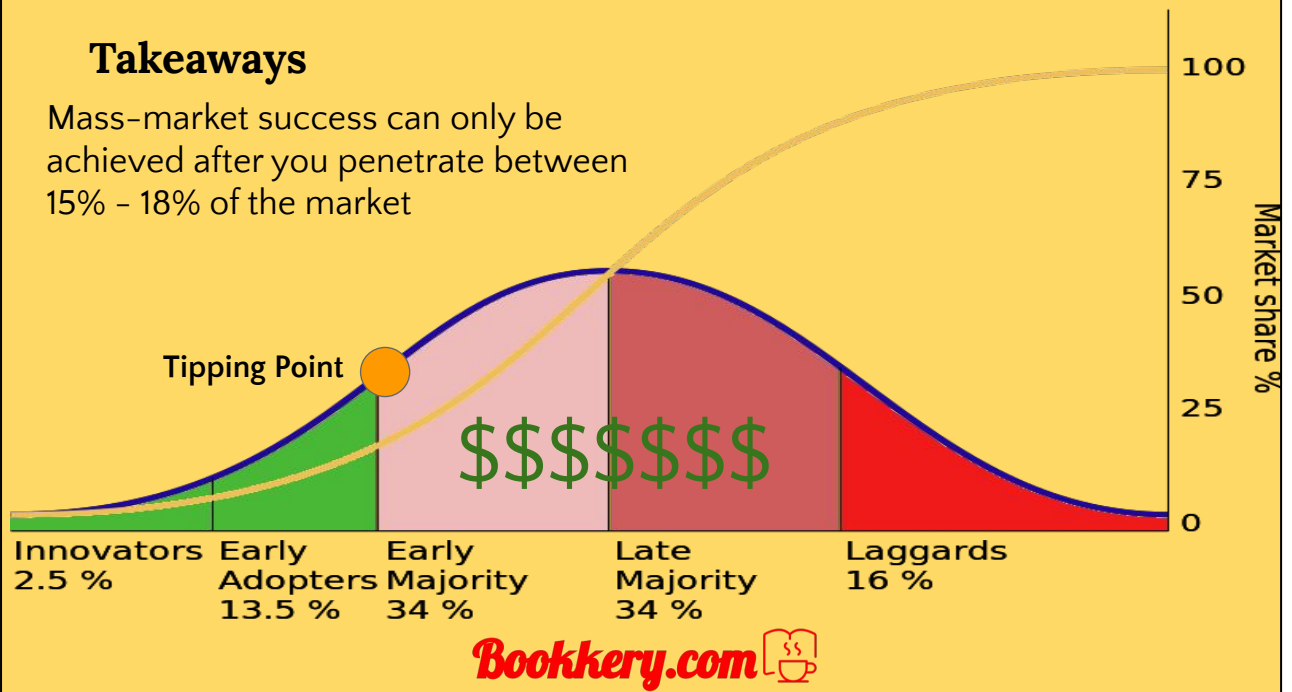 Takeaways
Mass-market success can only be
achieved after you penetrate between
15% - 18% of the market
100
75
50
25
0
Market share %
Tipping Point
$$$$$$$
Innovators
2.5 %
Early
Adopters
13.5 %
Early
Majority
34 %
Late
Majority
34 %
Laggards
16 %
Bookkery.com